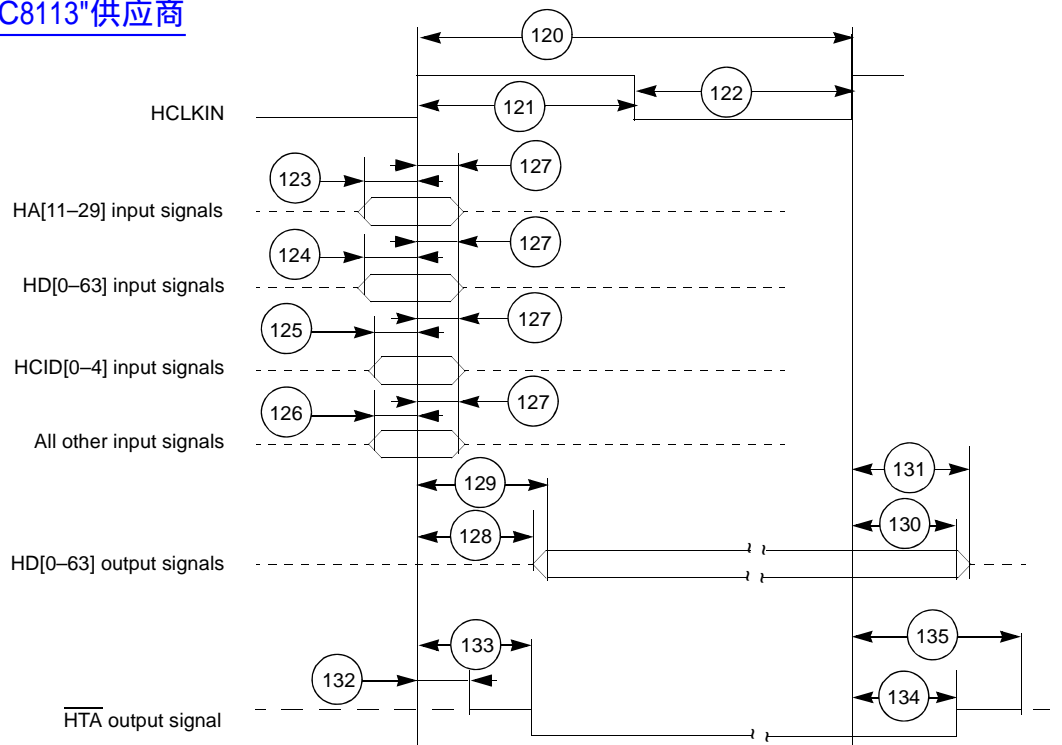 C8113"供应商
120
121
122
HCLKIN
123
127
HA[11–29] input signals
124
127
HD[0–63] input signals
125
127
HCID[0–4] input signals
126
127
All other input signals
129
131
128
130
HD[0–63] output signals
133
135
132
134
HTA output signal